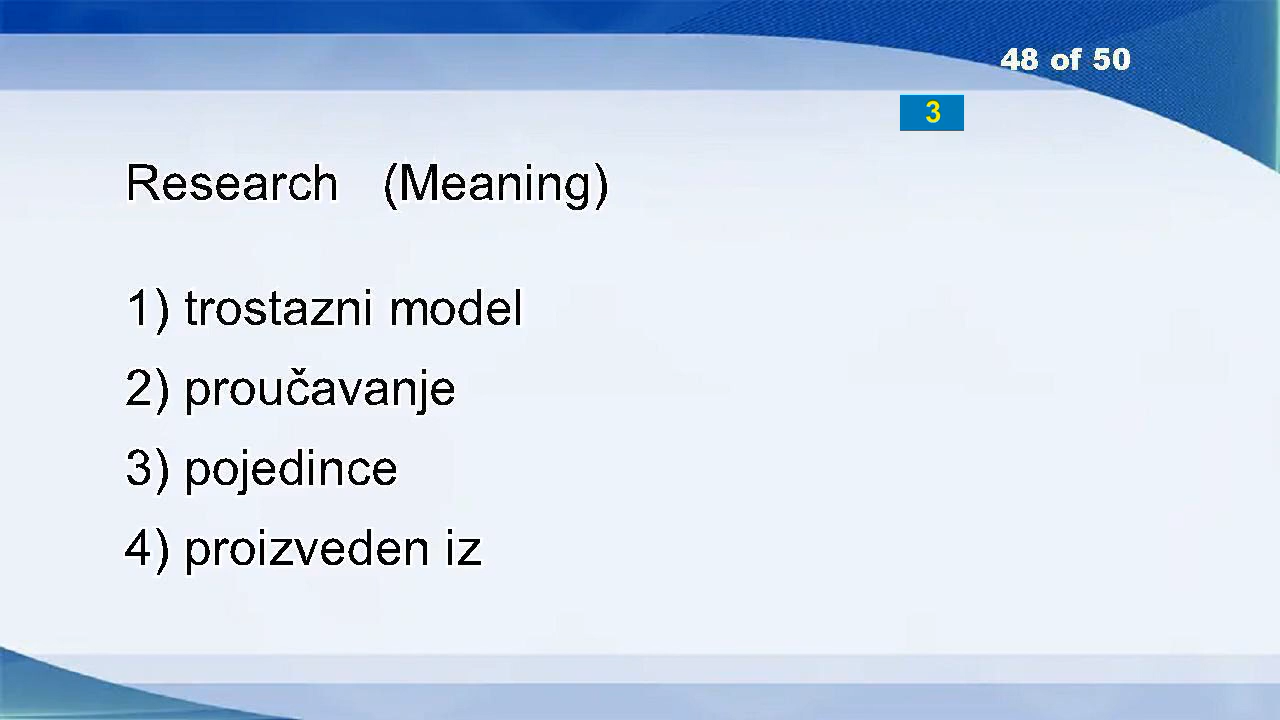 48 of 50
3
Research (Meaning)
1) trostazni model
2) proučavanje
3) pojedince
4) proizveden iz